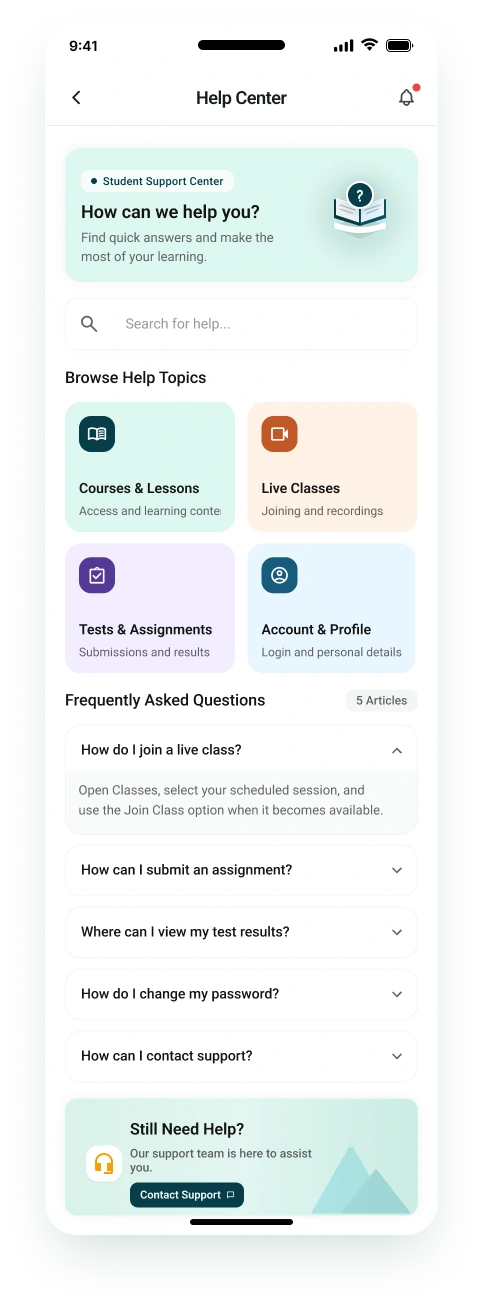 9:41
Help Center
Student Support Center
How can we help you?
Find quick answers and make the
most of your learning.
?
Search for help...
Browse Help Topics
Courses & Lessons
Access and learning conte
Live Classes
Joining and recordings
Tests & Assignments
Submissions and results
Account & Profile
Login and personal details
Frequently Asked Questions
5 Articles
How do I join a live class?
Open Classes, select your scheduled session, and
use the Join Class option when it becomes available.
How can I submit an assignment?
Where can I view my test results?
How do I change my password?
How can I contact support?
Still Need Help?
Our support team is here to assist
you.
Contact Support